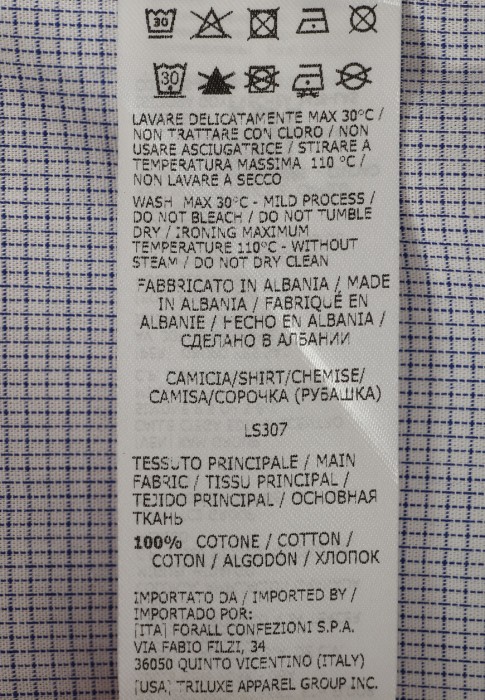 30
30
LAVARE DELICATAMENTE MAX 30°C /
NON TRATTARE CON CLORO / NON
USARE ASCIUGATRICE / STIRARE A
TEMPERATURA MASSIMA 110 °C /
NON LAVARE A SECCO
WASH MAX 30°C - MILD PROCESS /
DO NOT BLEACH / DO NOT TUMBLE
DRY / IRONING MAXIMUM
TEMPERATURE 110°C - WITHOUT
STEAM / DO NOT DRY CLEAN
FABBRICATO IN ALBANIA / MADE
IN ALBANIA / FABRIQUÉ EN
ALBANIE / HECHO EN ALBANIA /
СДЕЛАНО В АЛБАНИИ
CAMICIA/SHIRT/CHEMISE/
CAMISA/СОРОЧКА (РУБАШКА)
LS307
TESSUTO PRINCIPALE / MAIN
FABRIC / TISSU PRINCIPAL /
TEJIDO PRINCIPAL / ОСНОВНАЯ
ТКАНЬ
100% COTONE / COTTON /
COTON / ALGODÓN / ХЛОПОК
IMPORTATO DA / IMPORTED BY /
IMPORTADO POR:
[ITA] FORALL CONFEZIONI S.P.A.
VIA FABIO FILZI, 34
36050 QUINTO VICENTINO (ITALY)
[USA] TRILUXE APPAREL GROUP INC.